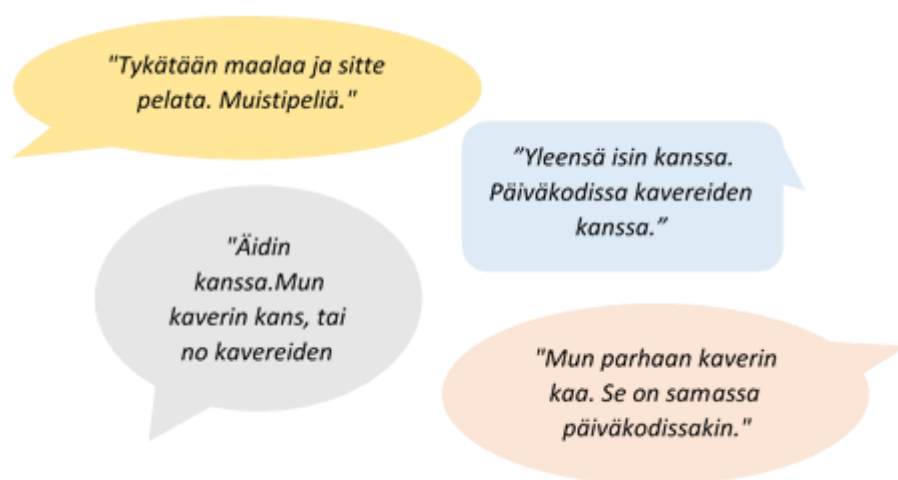 "Tykätään maalaa ja sitte
pelata. Muistipeliä."
”Yleensä isin kanssa.
Päiväkodissa kavereiden
kanssa.”
"Äidin
kanssa.Mun
kaverin kans, tai
no kavereiden
"Mun parhaan kaverin
kaa. Se on samassa
päiväkodissakin."